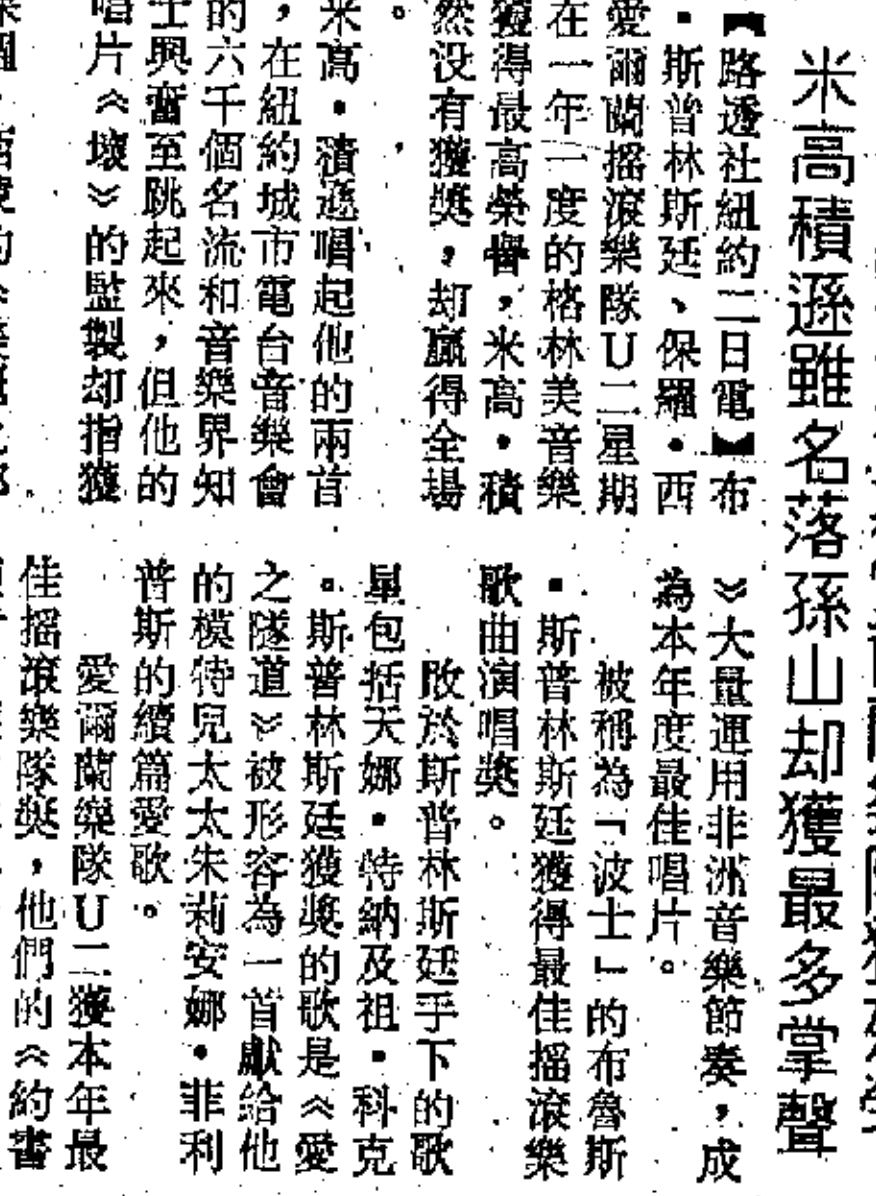 米高積遜雖名落孫山却獲最多掌聲
【路透社紐約二日電】布
・斯普林斯廷、保羅・西
愛爾蘭搖滾樂隊U二星期
在一年一度的格林美音樂
獲得最高榮譽，米高・積
然没有獲獎，却贏得全場
。
米高・積遜唱起他的兩首
，在紐約城市電台音樂會
的六千個名流和音樂界知
士興奮至跳起來，但他的
唱片《壞》的監製却指獲
》大量運用非洲音樂節奏，成
為本年度最佳唱片。
被稱為「波士」的布魯斯
・斯普林斯廷獲得最佳搖滾樂
歌曲演唱獎。
敗於斯普林斯廷手下的歌
星包括天娜・特納及祖・科克
。斯普林斯廷獲獎的歌是《愛
之隧道》被形容為一首獻給他
的模特兒太太朱莉安娜・菲利
普斯的續篇愛歌。
愛爾蘭樂隊U二獲本年最
佳搖滾樂隊獎，他們的《約書